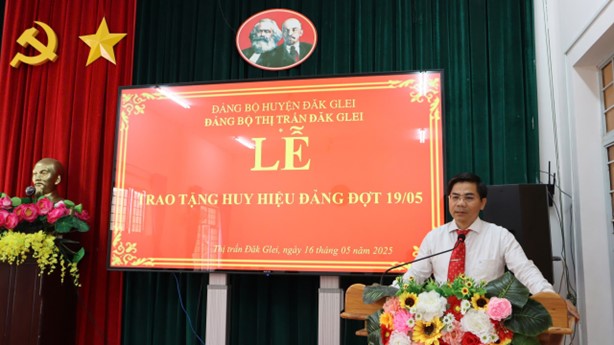 ĐẢNG BỘ HUYỆN ĐĂK GLEI
ĐẢNG BỘ THỊ TRẤN ĐĂK GLEI
LỄ
TRAO TẶNG HUY HIỆU ĐẢNG ĐỢT 19/05
Thị trấn Đăk Glei, ngày 16 tháng 05 năm 2025